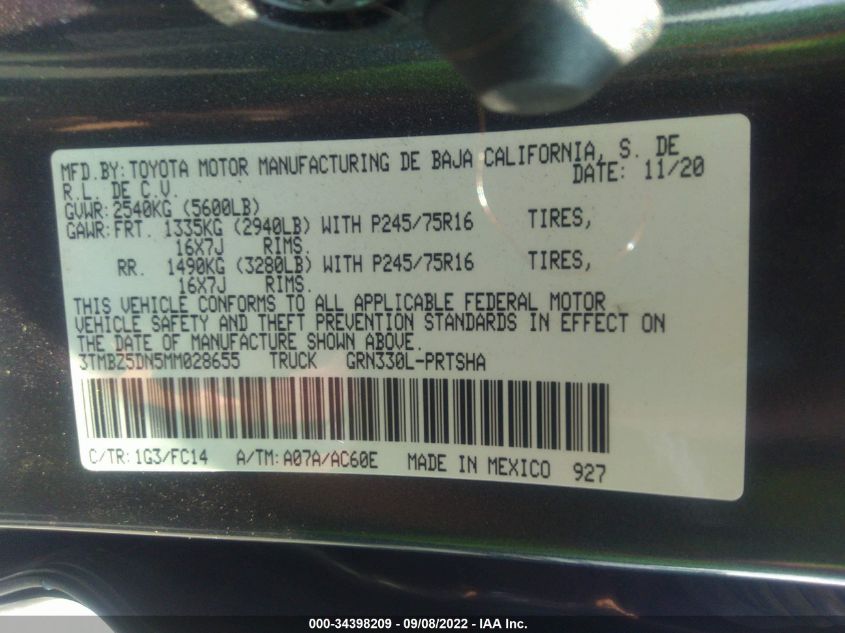 MFD.BY:TOYOTA MOTOR MANUFACTURING DE BAJA CALIFORNIA, S. DE
R.L. DE C.V. DATE: 11/20
GVWR:2540KG (5600LB)
GAWR:FRT. 1335KG (2940LB) WITH P245/75R16 TIRES,
16X7J RIMS.
RR. 1490KG (3280LB) WITH P245/75R16 TIRES,
16X7J RIMS.
THIS VEHICLE CONFORMS TO ALL APPLICABLE FEDERAL MOTOR
VEHICLE SAFETY AND THEFT PREVENTION STANDARDS IN EFFECT ON
THE DATE OF MANUFACTURE SHOWN ABOVE.
3TMBZ5DN5MM028655 TRUCK GRN330L-PRTSHA
C/TR:1G3/FC14 A/TM:A07A/AC60E MADE IN MEXICO 927
000-34398209 - 09/08/2022 - IAA Inc.